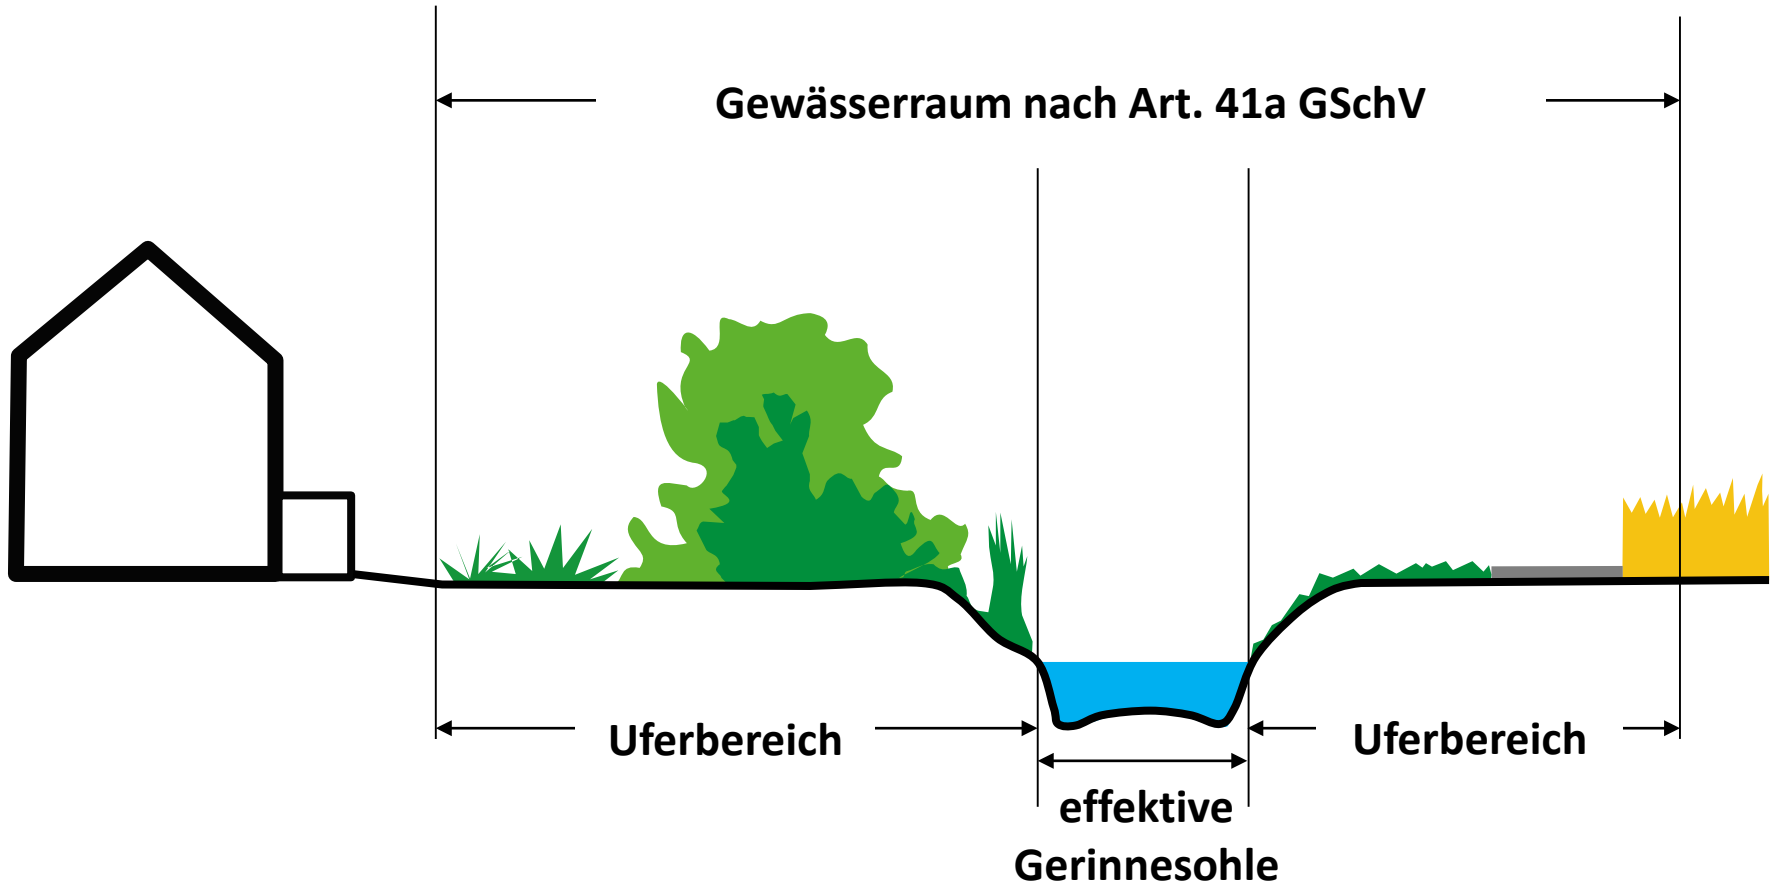 Gewässerraum nach Art. 41a GSchV
Uferbereich
Uferbereich
effektive
Gerinnesohle